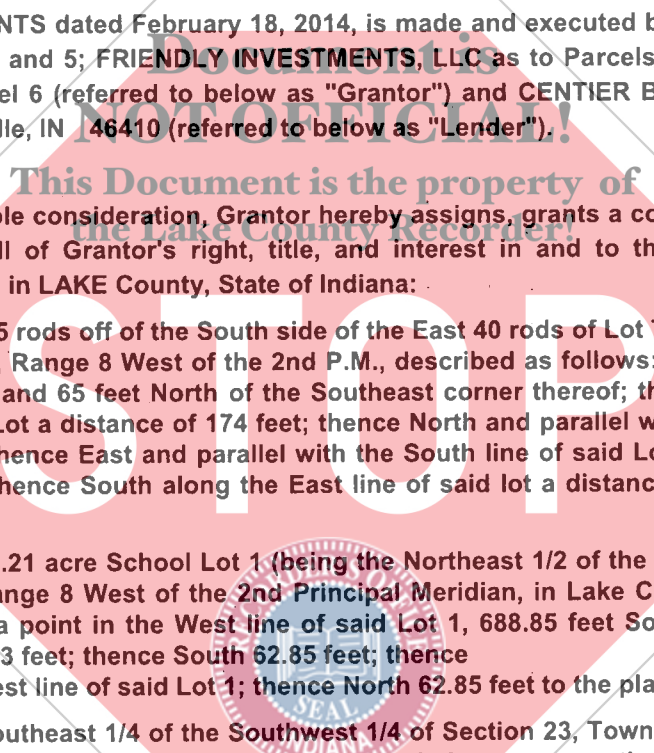 NTS dated February 18, 2014, is made and executed b
Document is
and 5; FRIENDLY INVESTMENTS, LLC as to Parcels
el 6 (referred to below as "Grantor") and CENTIER B
NOT OFFICIAL!
lle, IN 46410 (referred to below as "Lender").
This Document is the property of
ole consideration, Grantor hereby assigns, grants a co
the Lake County Recorder!
ll of Grantor's right, title, and interest in and to th
in LAKE County, State of Indiana:
5 rods off of the South side of the East 40 rods of Lot
Range 8 West of the 2nd P.M., described as follows:
and 65 feet North of the Southeast corner thereof; th
Lot a distance of 174 feet; thence North and parallel w
hence East and parallel with the South line of said Lo
hence South along the East line of said lot a distanc
STOP
.21 acre School Lot 1 (being the Northeast 1/2 of the
ange 8 West of the 2nd Principal Meridian, in Lake C
a point in the West line of said Lot 1, 688.85 feet So
3 feet; thence South 62.85 feet; thence
est line of said Lot 1; thence North 62.85 feet to the pla
SEAL
outheast 1/4 of the Southwest 1/4 of Section 23, Town
INDIANA